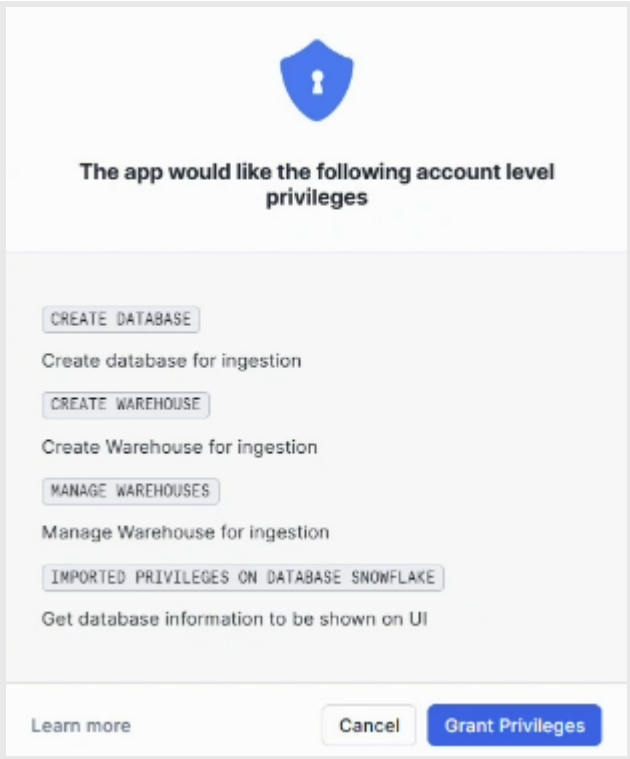 The app would like the following account level
privileges
CREATE DATABASE
Create database for ingestion
CREATE WAREHOUSE
Create Warehouse for ingestion
MANAGE WAREHOUSES
Manage Warehouse for ingestion
IMPORTED PRIVILEGES ON DATABASE SNOWFLAKE
Get database information to be shown on UI
Learn more
Cancel
Grant Privileges